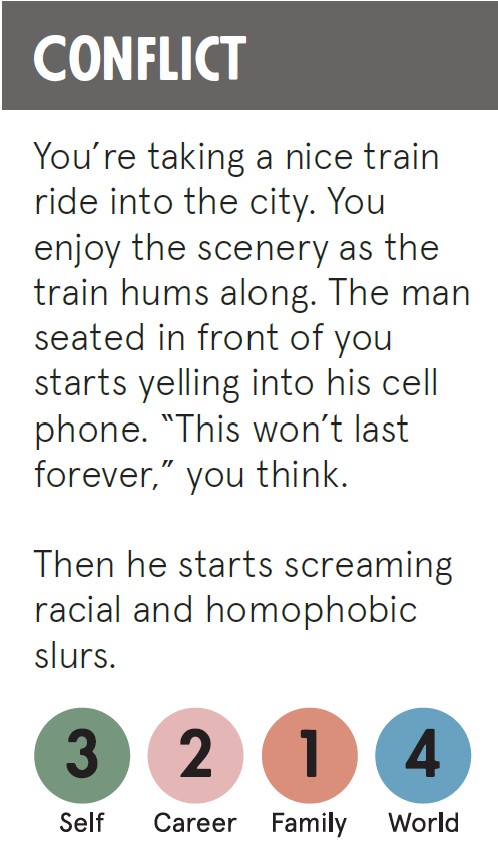 CONFLICT
You’re taking a nice train
ride into the city. You
enjoy the scenery as the
train hums along. The man
seated in front of you
starts yelling into his cell
phone. “This won’t last
forever,” you think.
Then he starts screaming
racial and homophobic
slurs.
3 2 1 4
Self Career Family World